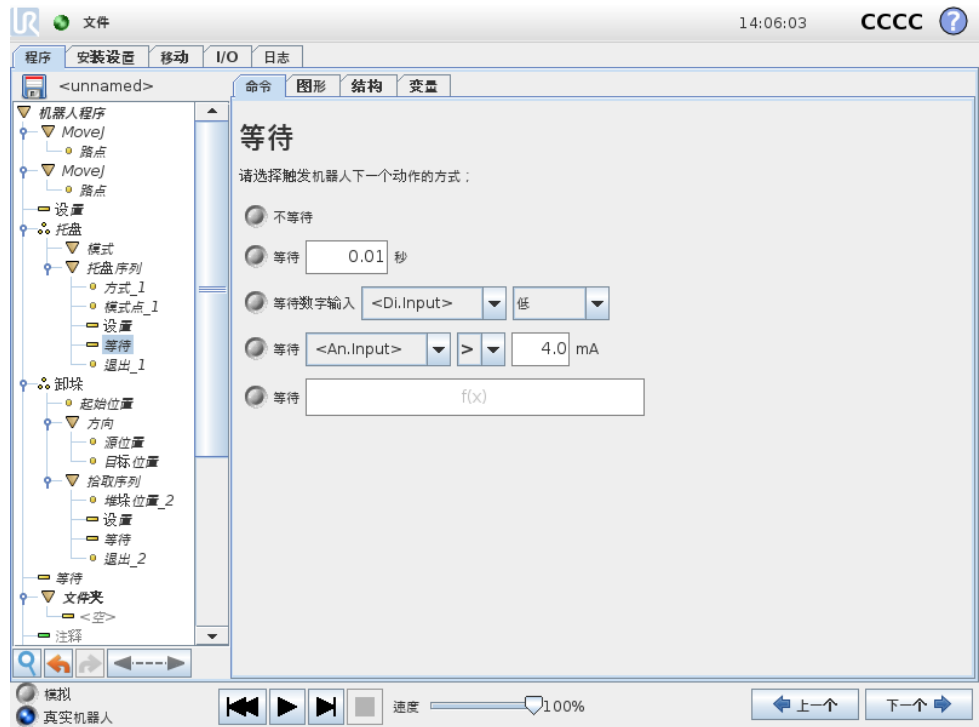 UR 文件 14:06:03 CCCC ?
程序 安装设置 移动 I/O 日志
<unnamed>
命令 图形 结构 变量
机器人程序
MoveJ
路点
MoveJ
路点
设置
托盘
模式
托盘序列
方式_1
模式点_1
设置
等待
退出_1
卸垛
起始位置
方向
源位置
目标位置
拾取序列
堆垛位置_2
设置
等待
退出_2
等待
文件夹
<空>
注释
等待
请选择触发机器人下一个动作的方式:
不等待
等待 0.01 秒
等待数字输入 <Di.Input> 低
等待 <An.Input> > 4.0 mA
等待 f(x)
模拟
真实机器人
速度 100%
上一个 下一个